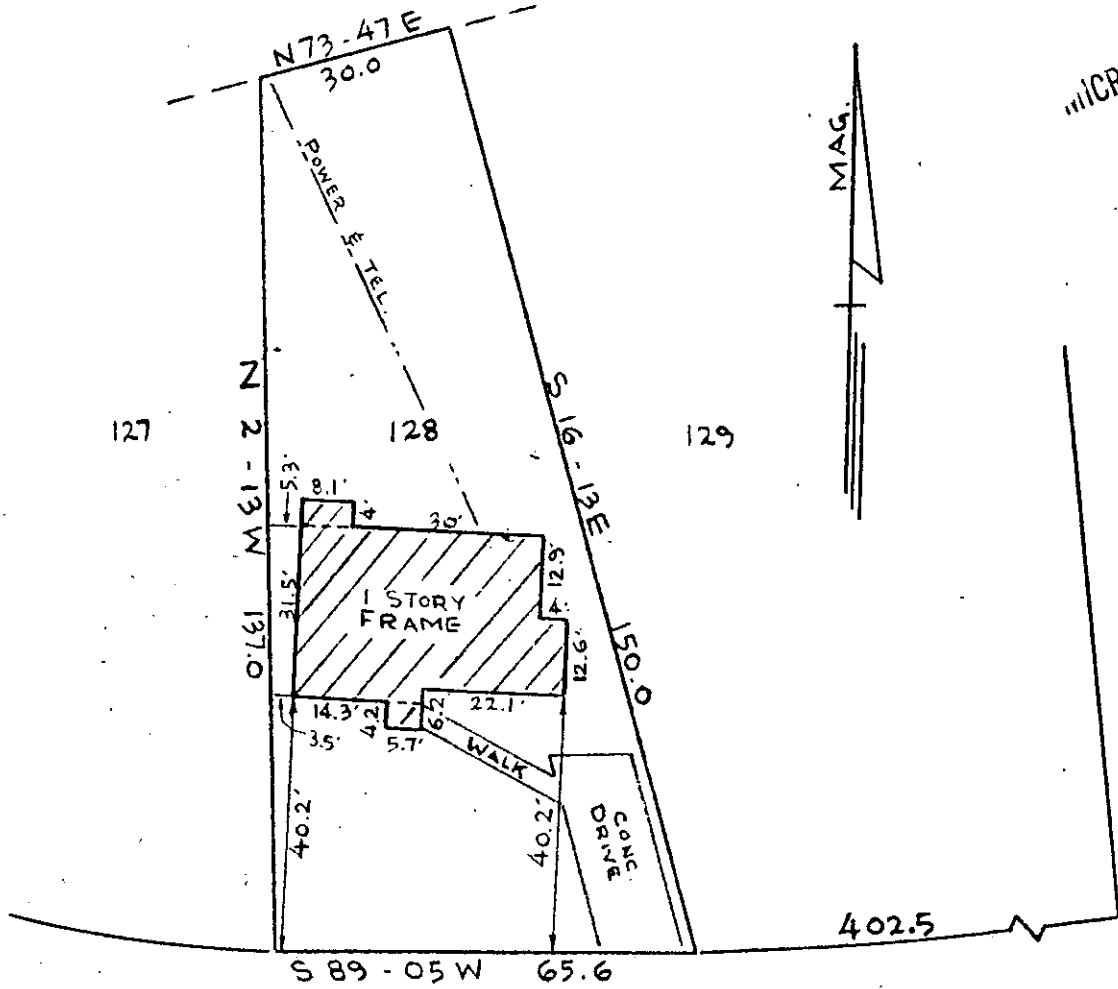 N 73 - 47 E
30.0
MICR
MAG.
POWER & TEL.
N 2 - 13 W 137.0
S 16 - 13 E 150.0
127
128
129
5.3'
8.1'
4'
30'
12.9'
4'
31.5'
1 STORY
FRAME
12.6'
14.3'
4.2'
5.7'
6.2'
22.1'
3.5'
WALK
40.2'
40.2'
CONC.
DRIVE
402.5
S 89 - 05 W 65.6